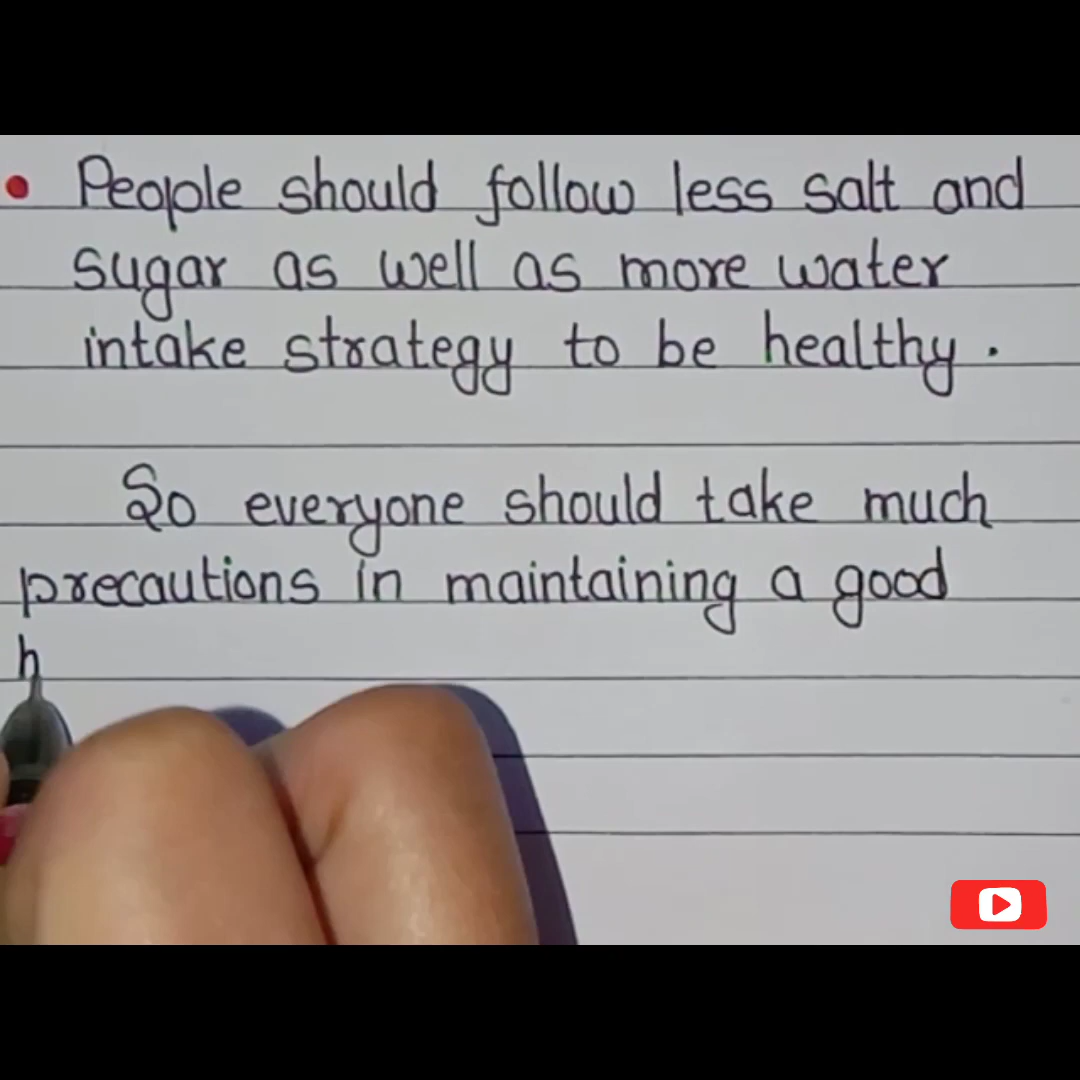 • People should follow less salt and
sugar as well as more water
intake strategy to be healthy.
So everyone should take much
precautions in maintaining a good
h